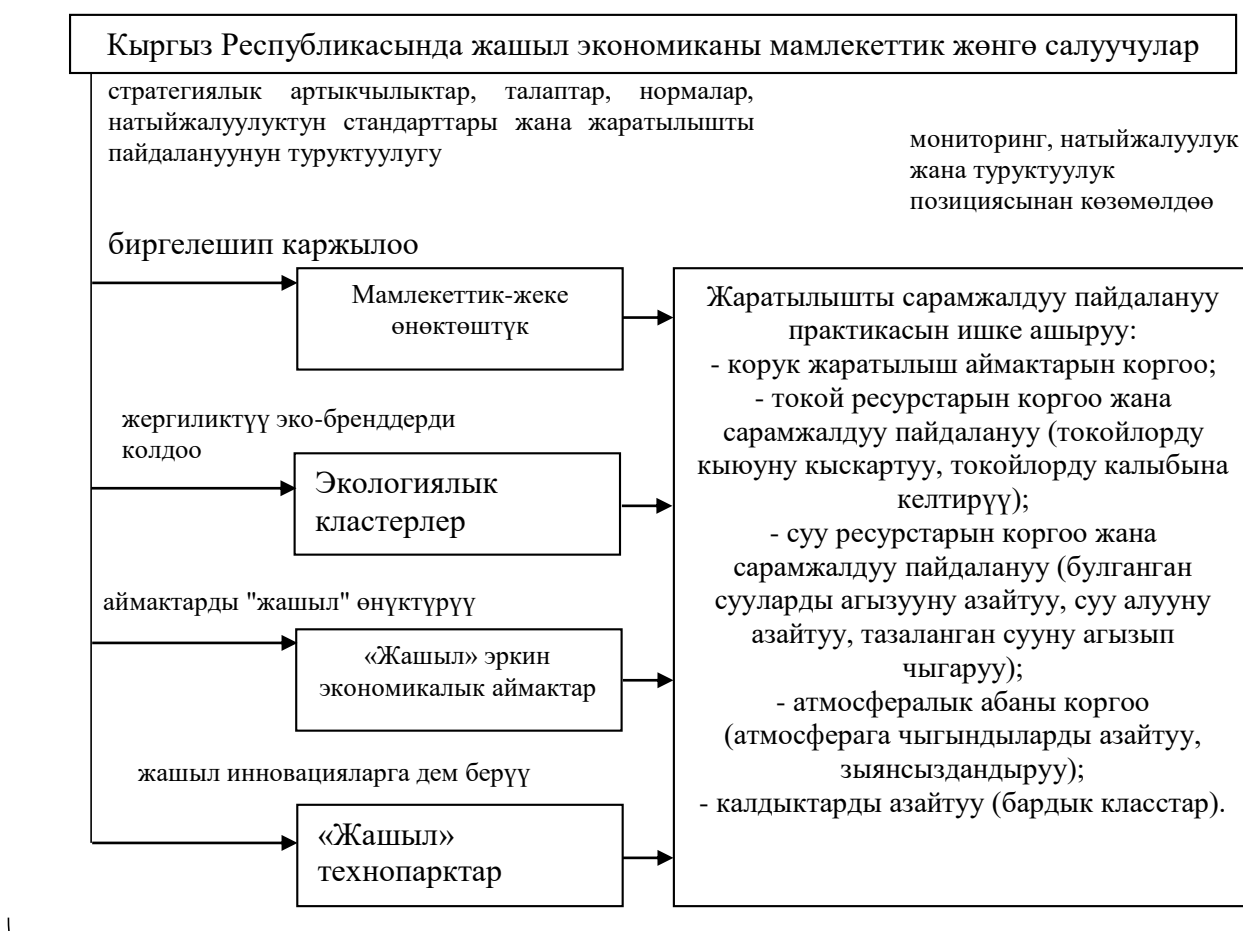 Кыргыз Республикасында жашыл экономиканы мамлекеттик жөнгө салуучулар
стратегиялык артыкчылыктар, талаптар, нормалар,
натыйжалуулуктун стандарттары жана жаратылышты
пайдалануунун туруктуулугу
мониторинг, натыйжалуулук
жана туруктуулук
позициясынан көзөмөлдөө
биргелешип каржылоо
Мамлекеттик-жеке
өнөктөштүк
жергиликтүү эко-бренддерди
колдоо
Экологиялык
кластерлер
аймактарды "жашыл" өнүктүрүү
«Жашыл» эркин
экономикалык аймактар
жашыл инновацияларга дем берүү
«Жашыл»
технопарктар
Жаратылышты сарамжалдуу пайдалануу
практикасын ишке ашыруу:
- корук жаратылыш аймактарын коргоо;
- токой ресурстарын коргоо жана
сарамжалдуу пайдалануу (токойлорду
кыюуну кыскартуу, токойлорду калыбына
келтирүү);
- суу ресурстарын коргоо жана
сарамжалдуу пайдалануу (булганган
сууларды агызууну азайтуу, суу алууну
азайтуу, тазаланган сууну агызып
чыгаруу);
- атмосфералык абаны коргоо
(атмосферага чыгындыларды азайтуу,
зыянсыздандыруу);
- калдыктарды азайтуу (бардык класстар).